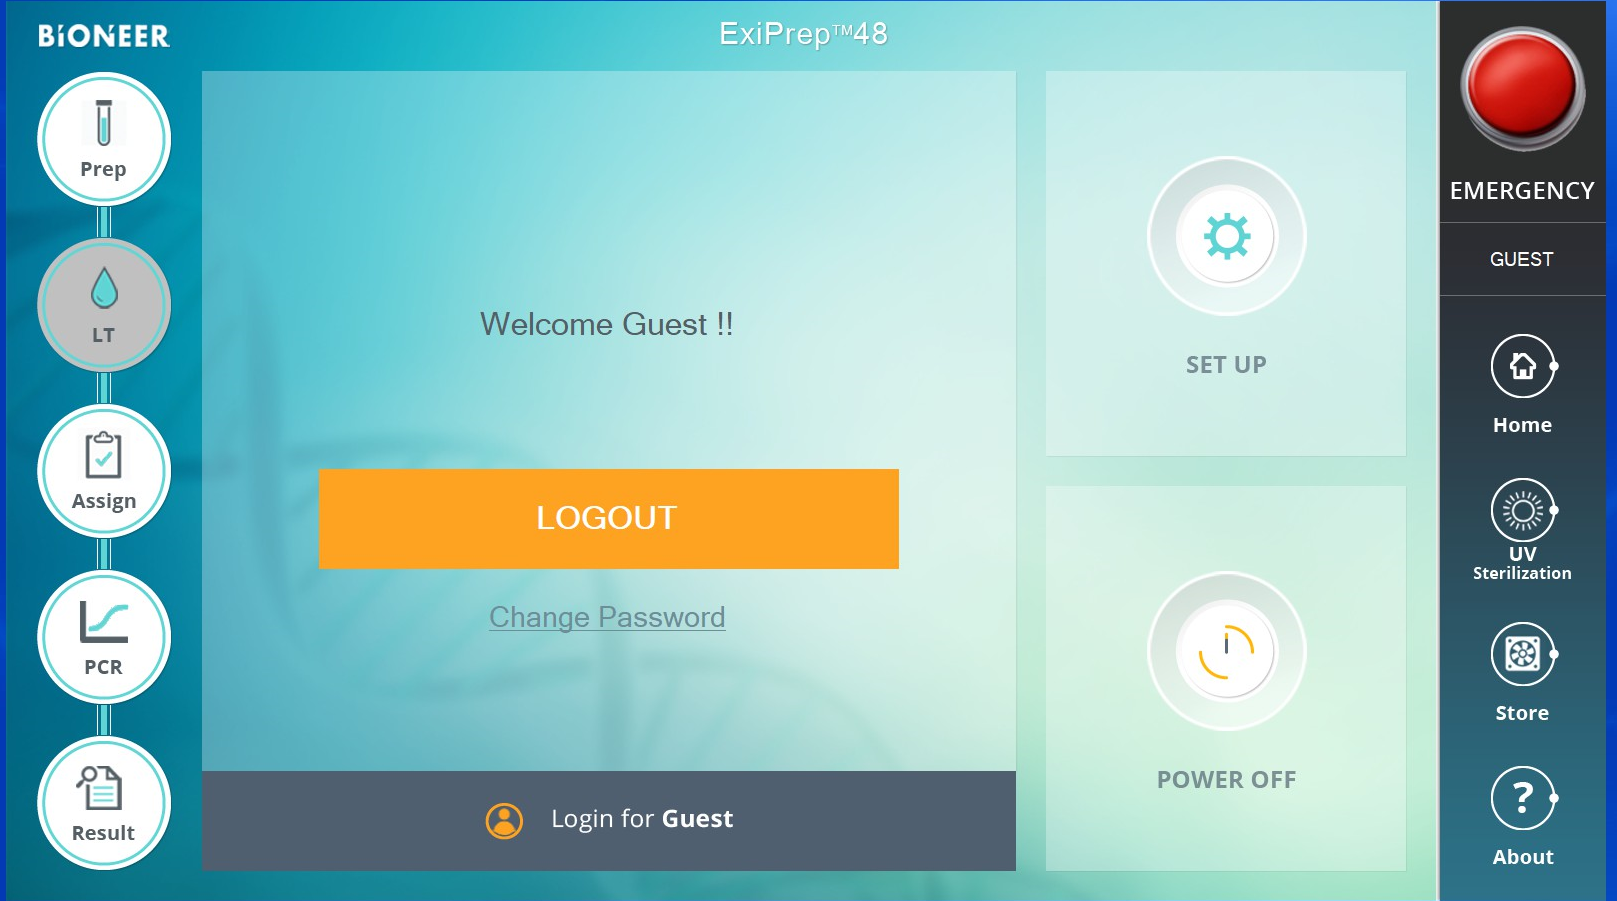 BIONEER
ExiPrep™48
Prep
LT
Assign
PCR
Result
Welcome Guest !!
LOGOUT
Change Password
Login for Guest
SET UP
POWER OFF
EMERGENCY
GUEST
Home
UV
Sterilization
Store
?
About